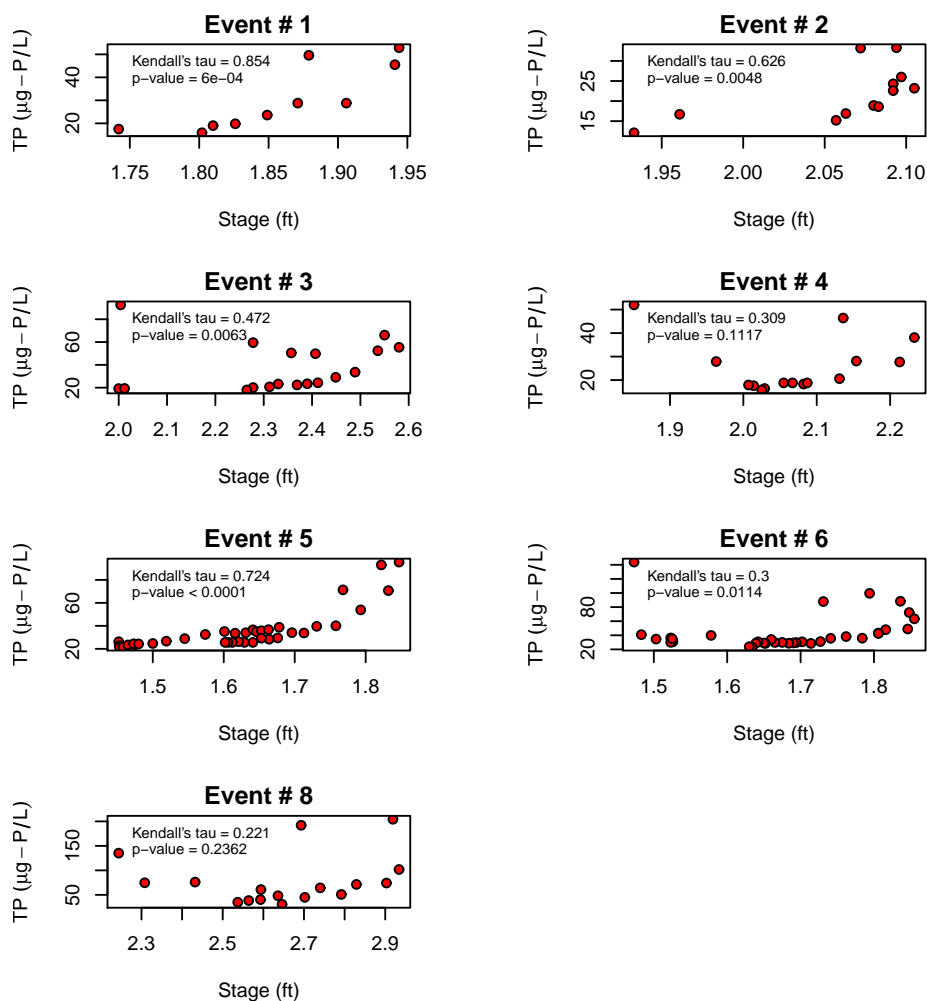 Event # 1
TP (μg−P/L)
40
20
Kendall's tau = 0.854
p−value = 6e−04
1.75 1.85 1.90 1.95
Stage (ft)
Event # 2
TP (μg−P/L)
25
15
Kendall's tau = 0.626
p−value = 0.0048
1.95 2.00 2.05 2.10
Stage (ft)
Event # 3
TP (μg−P/L)
60
20
Kendall's tau = 0.472
p−value = 0.0063
2.0 2.1 2.2 2.3 2.4 2.5 2.6
Stage (ft)
Event # 4
TP (μg−P/L)
40
20
Kendall's tau = 0.309
p−value = 0.1117
1.9 2.0 2.1 2.2
Stage (ft)
Event # 5
TP (μg−P/L)
60
20
Kendall's tau = 0.724
p−value < 0.0001
1.5 1.6 1.7 1.8
Stage (ft)
Event # 6
TP (μg−P/L)
80
20
Kendall's tau = 0.3
p−value = 0.0114
1.5 1.6 1.7 1.8
Stage (ft)
Event # 8
TP (μg−P/L)
150
50
Kendall's tau = 0.221
p−value = 0.2362
2.3 2.5 2.7 2.9
Stage (ft)